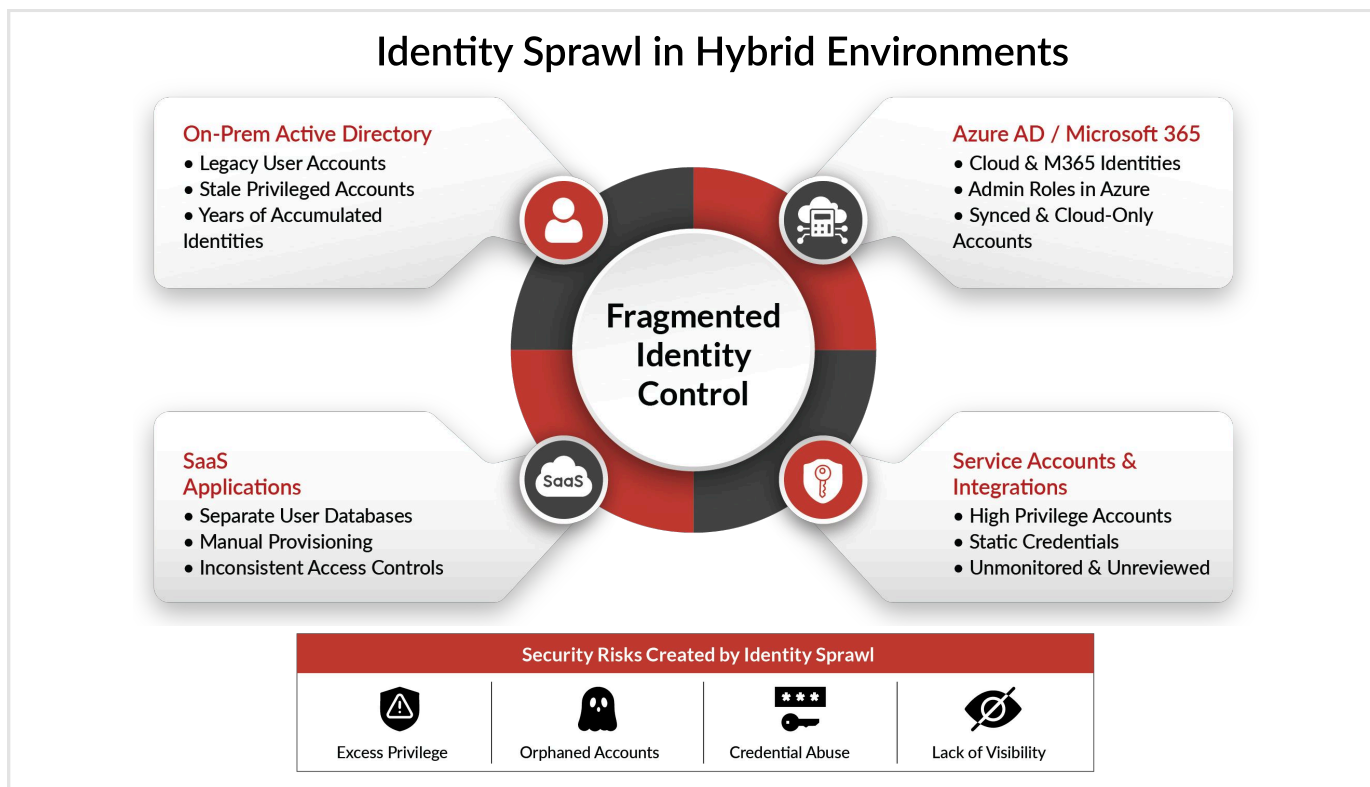 Identity Sprawl in Hybrid Environments
On-Prem Active Directory
• Legacy User Accounts
• Stale Privileged Accounts
• Years of Accumulated
Identities
Azure AD / Microsoft 365
• Cloud & M365 Identities
• Admin Roles in Azure
• Synced & Cloud-Only
Accounts
Fragmented
Identity
Control
SaaS
Applications
• Separate User Databases
• Manual Provisioning
• Inconsistent Access Controls
SaaS
Service Accounts &
Integrations
• High Privilege Accounts
• Static Credentials
• Unmonitored & Unreviewed
Security Risks Created by Identity Sprawl
***
Excess Privilege
Orphaned Accounts
Credential Abuse
Lack of Visibility